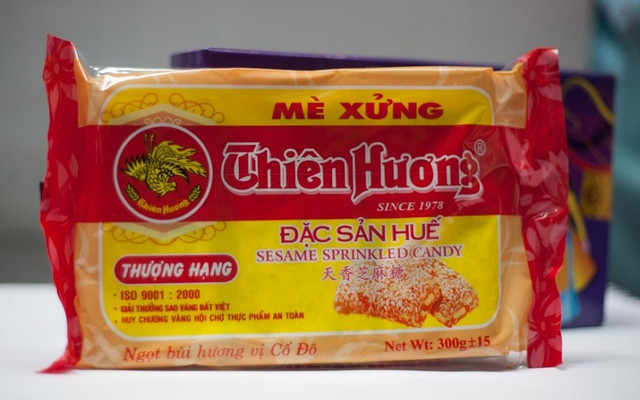 MÈ XỬNG
Thiên Hương®
SINCE 1978
Thiên Hương
ĐẶC SẢN HUẾ
SESAME SPRINKLED CANDY
天香芝麻糖
THƯỢNG HẠNG
- ISO 9001 : 2000
- GIẢI THƯỞNG SAO VÀNG ĐẤT VIỆT
- HUY CHƯƠNG VÀNG HỘI CHỢ THỰC PHẨM AN TOÀN
Ngọt bùi hương vị Cố Đô
Net Wt: 300g±15